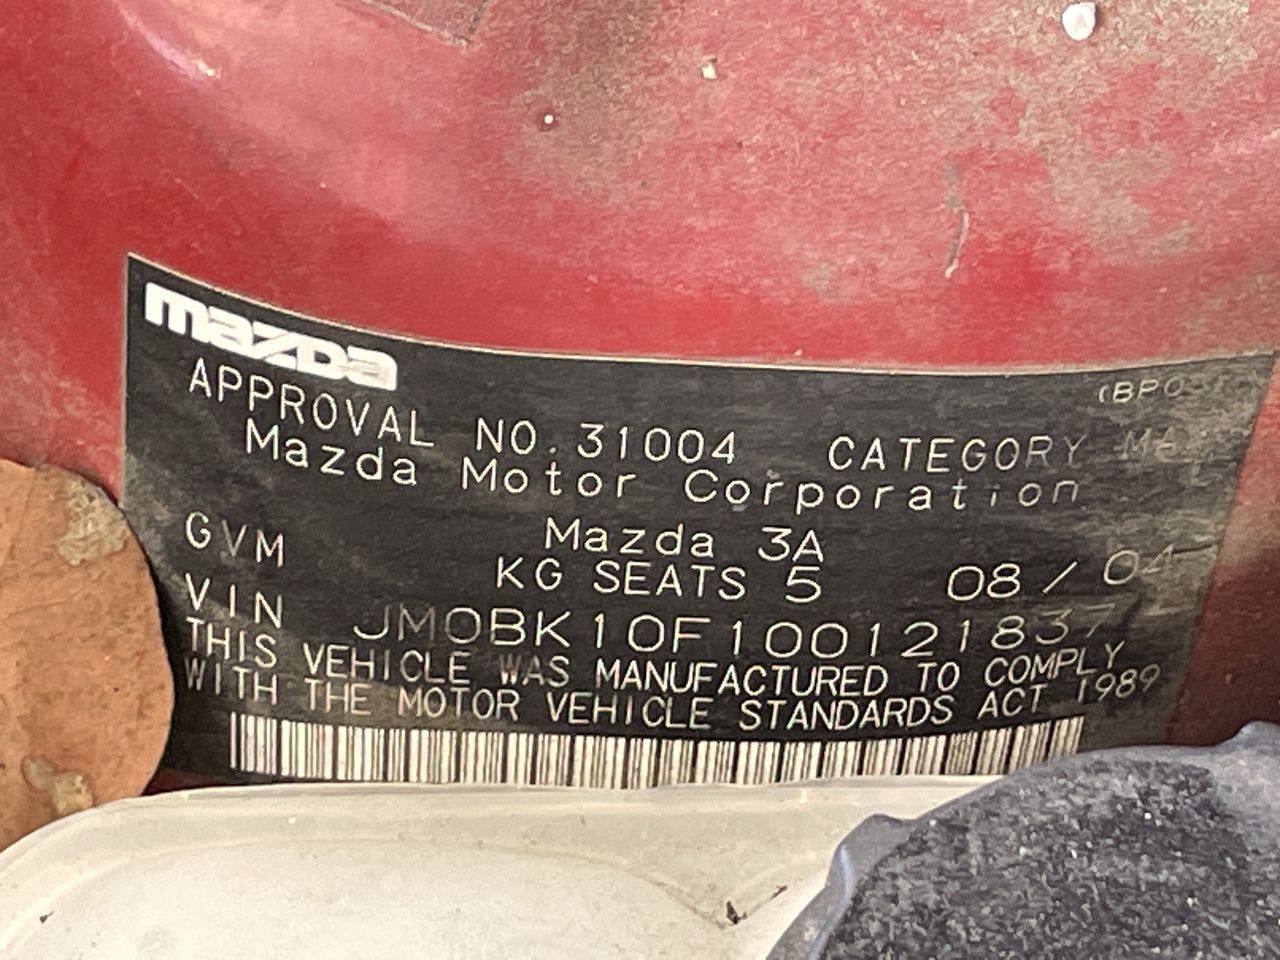 mazda
APPROVAL NO. 31004 CATEGORY
Mazda Motor Corporation
Mazda 3A
GVM KG SEATS 5 08 / 04
VIN JM0BK10F100121837
THIS VEHICLE WAS MANUFACTURED TO COMPLY
WITH THE MOTOR VEHICLE STANDARDS ACT 1989